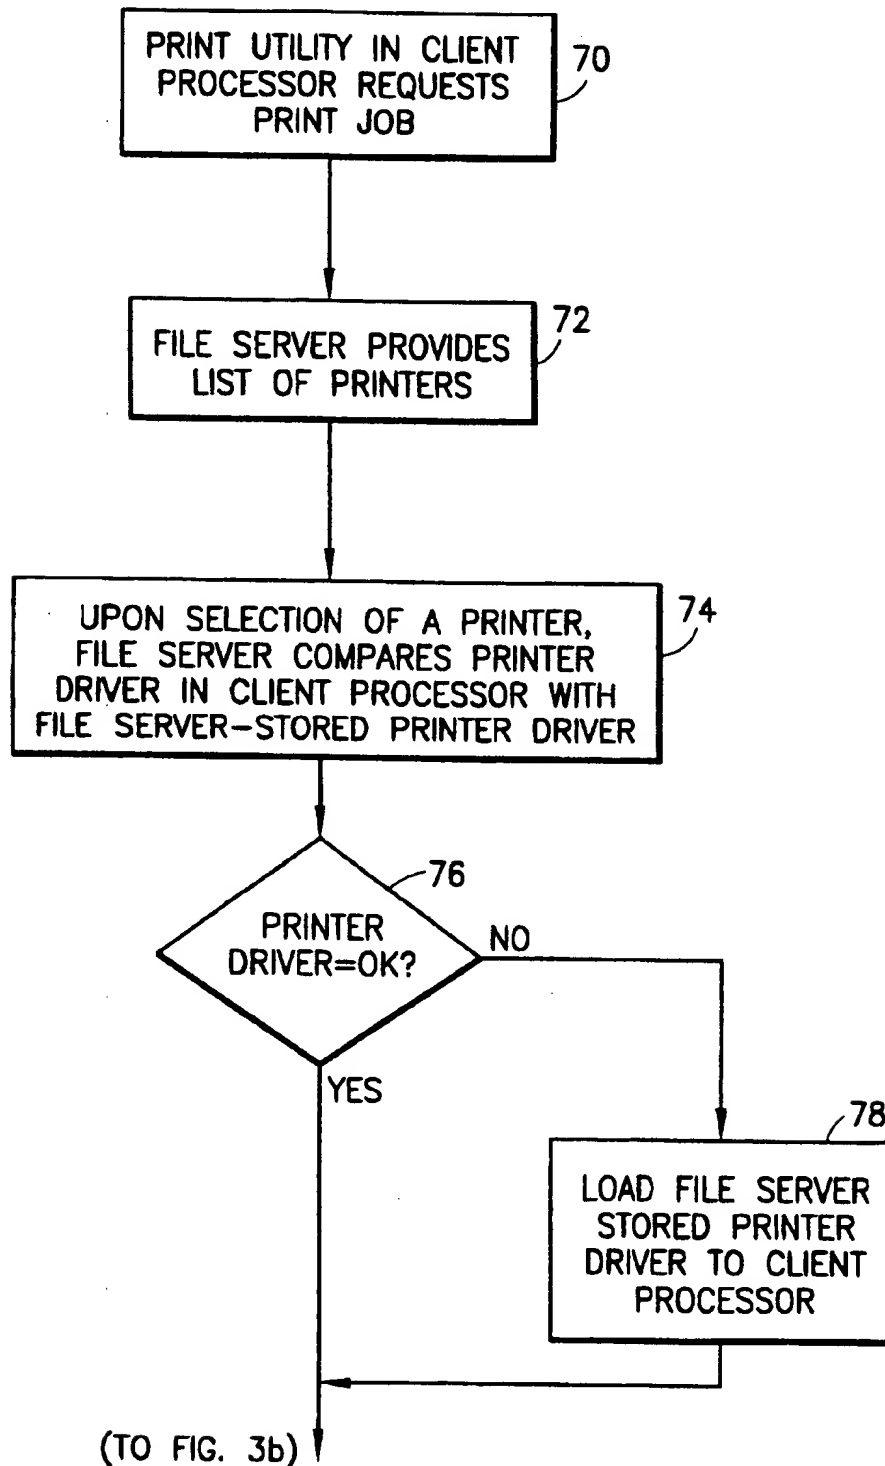 PRINT UTILITY IN CLIENT
PROCESSOR REQUESTS
PRINT JOB
70
FILE SERVER PROVIDES
LIST OF PRINTERS
72
UPON SELECTION OF A PRINTER,
FILE SERVER COMPARES PRINTER
DRIVER IN CLIENT PROCESSOR WITH
FILE SERVER-STORED PRINTER DRIVER
74
76
PRINTER
DRIVER=OK?
NO
YES
78
LOAD FILE SERVER
STORED PRINTER
DRIVER TO CLIENT
PROCESSOR
(TO FIG. 3b)